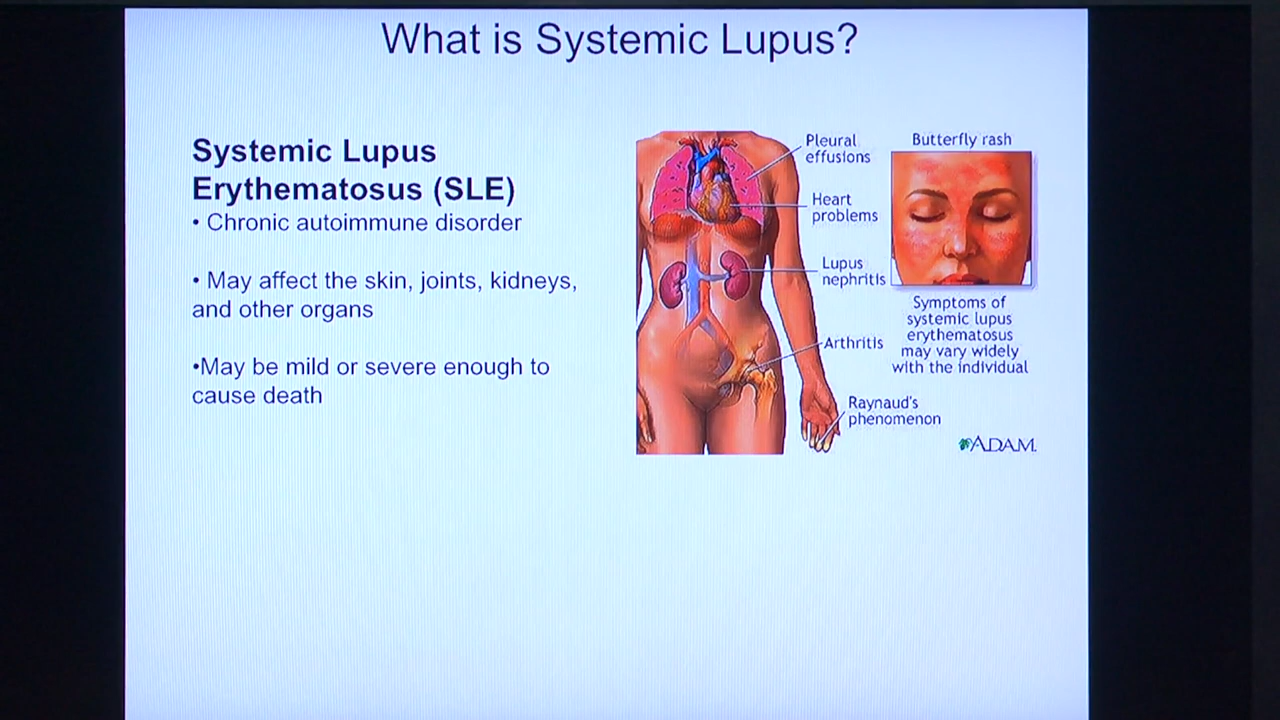 What is Systemic Lupus?
Systemic Lupus
Erythematosus (SLE)
• Chronic autoimmune disorder
• May affect the skin, joints, kidneys,
and other organs
•May be mild or severe enough to
cause death
Pleural
effusions
Heart
problems
Lupus
nephritis
Arthritis
Raynaud's
phenomenon
Butterfly rash
Symptoms of
systemic lupus
erythematosus
may vary widely
with the individual
ADAM.